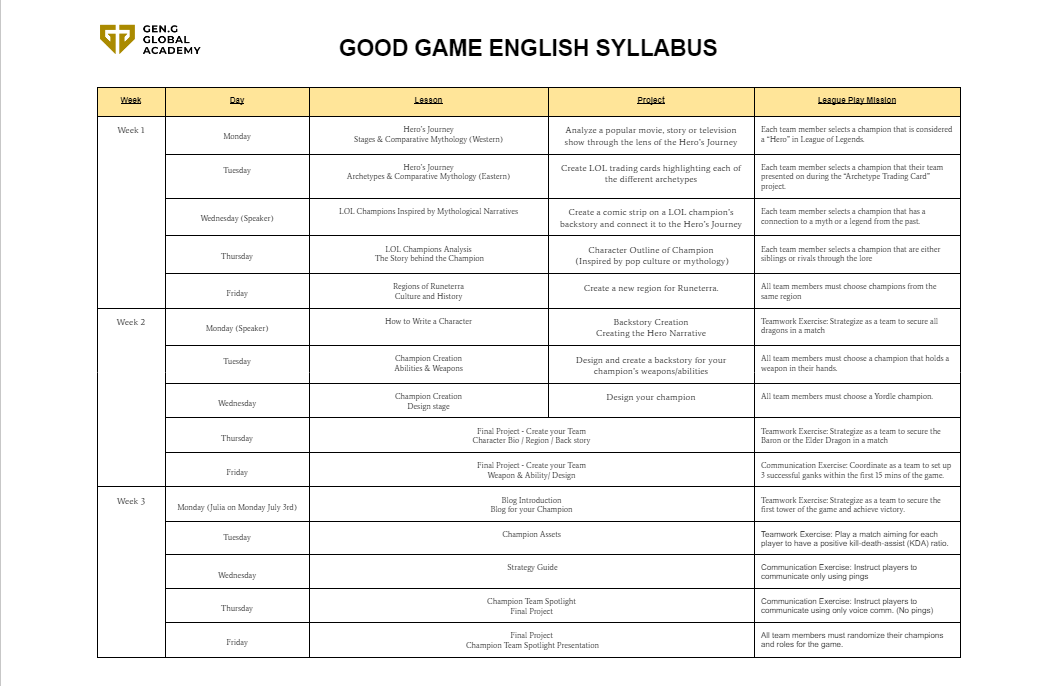 GEN.G
GLOBAL
ACADEMY
GOOD GAME ENGLISH SYLLABUS
Week Day Lesson Project League Play Mission
Week 1
Monday
Hero's Journey
Stages & Comparative Mythology (Western)
Analyze a popular movie, story or television
show through the lens of the Hero's Journey
Each team member selects a champion that is considered
a "Hero" in League of Legends.
Tuesday
Hero's Journey
Archetypes & Comparative Mythology (Eastern)
Create LOL trading cards highlighting each of
the different archetypes
Each team member selects a champion that their team
presented on during the "Archetype Trading Card"
project.
Wednesday (Speaker)
LOL Champions Inspired by Mythological Narratives
Create a comic strip on a LOL champion's
backstory and connect it to the Hero's Journey
Each team member selects a champion that has a
connection to a myth or a legend from the past.
Thursday
LOL Champions Analysis
The Story behind the Champion
Character Outline of Champion
(Inspired by pop culture or mythology)
Each team member selects a champion that are either
siblings or rivals through the lore
Friday
Regions of Runeterra
Culture and History
Create a new region for Runeterra.
All team members must choose champions from the
same region
Week 2
Monday (Speaker)
How to Write a Character
Backstory Creation
Creating the Hero Narrative
Teamwork Exercise: Strategize as a team to secure all
dragons in a match
Tuesday
Champion Creation
Abilities & Weapons
Design and create a backstory for your
champion's weapons/abilities
All team members must choose a champion that holds a
weapon in their hands.
Wednesday
Champion Creation
Design stage
Design your champion
All team members must choose a Yordle champion.
Thursday
Final Project - Create your Team
Character Bio / Region / Back story
Teamwork Exercise: Strategize as a team to secure the
Baron or the Elder Dragon in a match
Friday
Final Project - Create your Team
Weapon & Ability/ Design
Communication Exercise: Coordinate as a team to set up
3 successful ganks within the first 15 mins of the game.
Week 3
Monday (Julia on Monday July 3rd)
Blog Introduction
Blog for your Champion
Teamwork Exercise: Strategize as a team to secure the
first tower of the game and achieve victory.
Tuesday
Champion Assets
Teamwork Exercise: Play a match aiming for each
player to have a positive kill-death-assist (KDA) ratio.
Wednesday
Strategy Guide
Communication Exercise: Instruct players to
communicate only using pings
Thursday
Champion Team Spotlight
Final Project
Communication Exercise: Instruct players to
communicate using only voice comm. (No pings)
Friday
Final Project
Champion Team Spotlight Presentation
All team members must randomize their champions
and roles for the game.